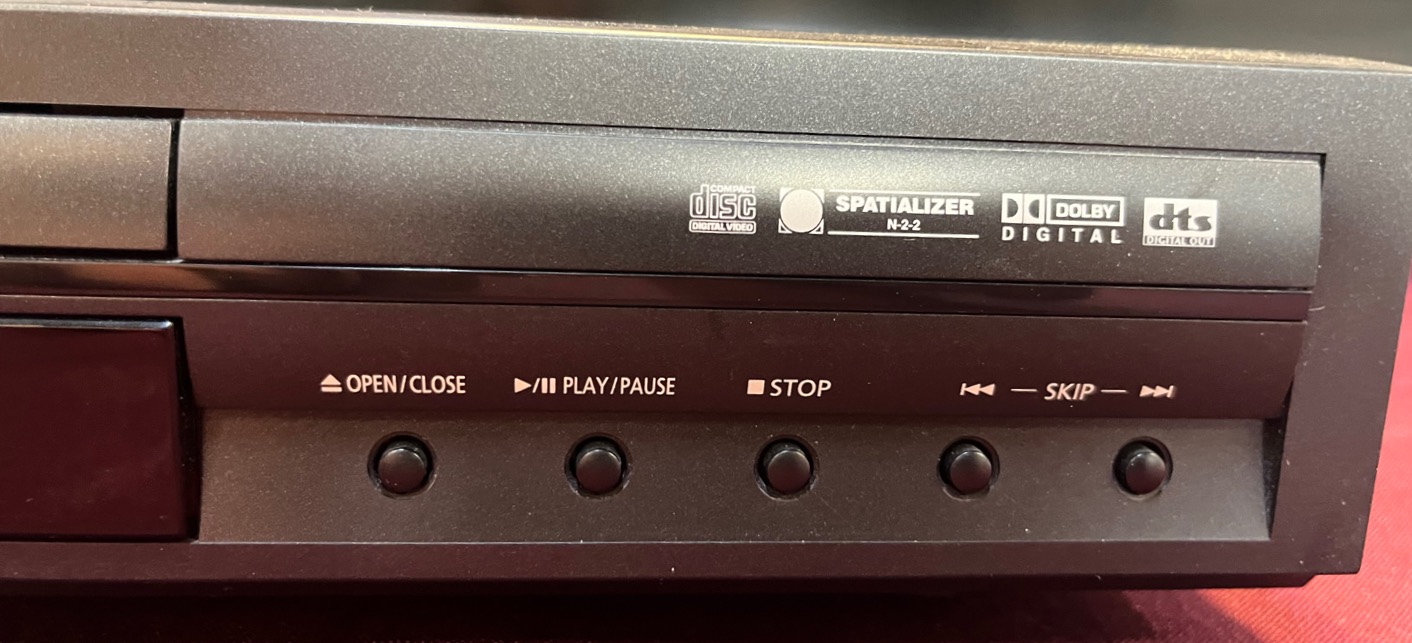 COMPACT
disc
DIGITAL VIDEO
SPATIALIZER
N-2-2
DOLBY
DIGITAL
dts
DIGITAL OUT
OPEN/CLOSE
PLAY/PAUSE
STOP
SKIP